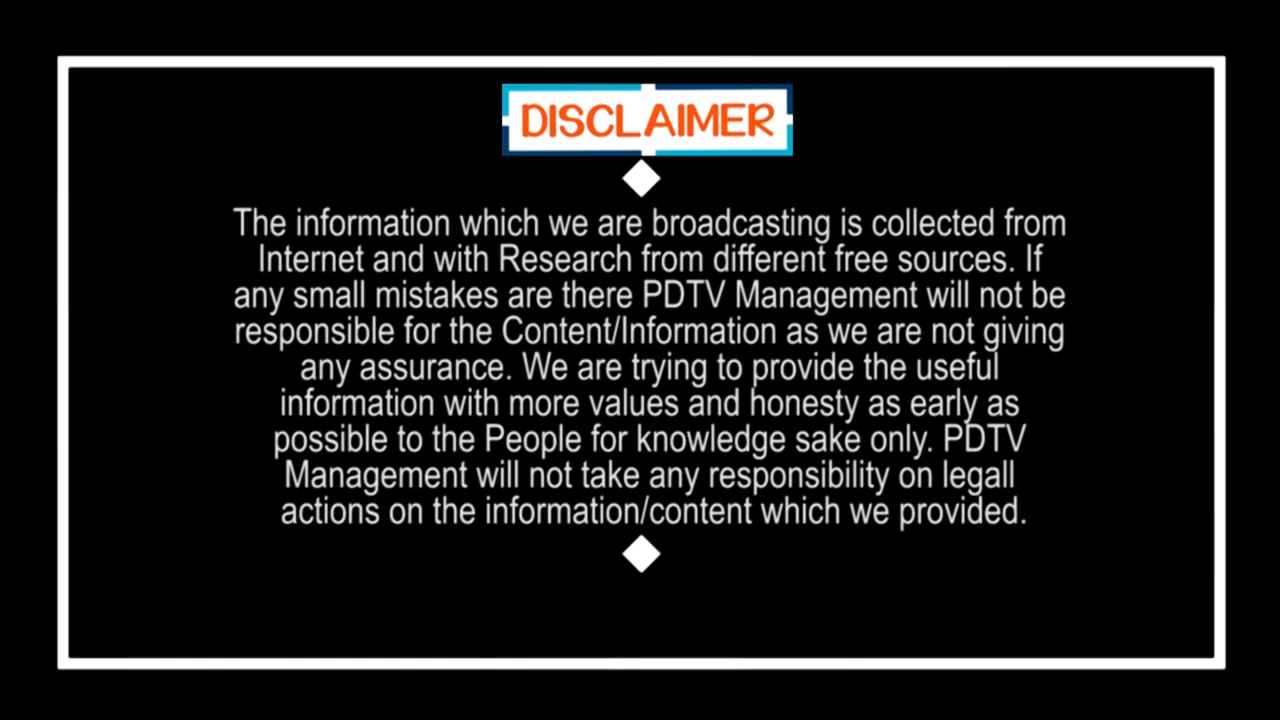 DISCLAIMER
The information which we are broadcasting is collected from
Internet and with Research from different free sources. If
any small mistakes are there PDTV Management will not be
responsible for the Content/Information as we are not giving
any assurance. We are trying to provide the useful
information with more values and honesty as early as
possible to the People for knowledge sake only. PDTV
Management will not take any responsibility on legall
actions on the information/content which we provided.